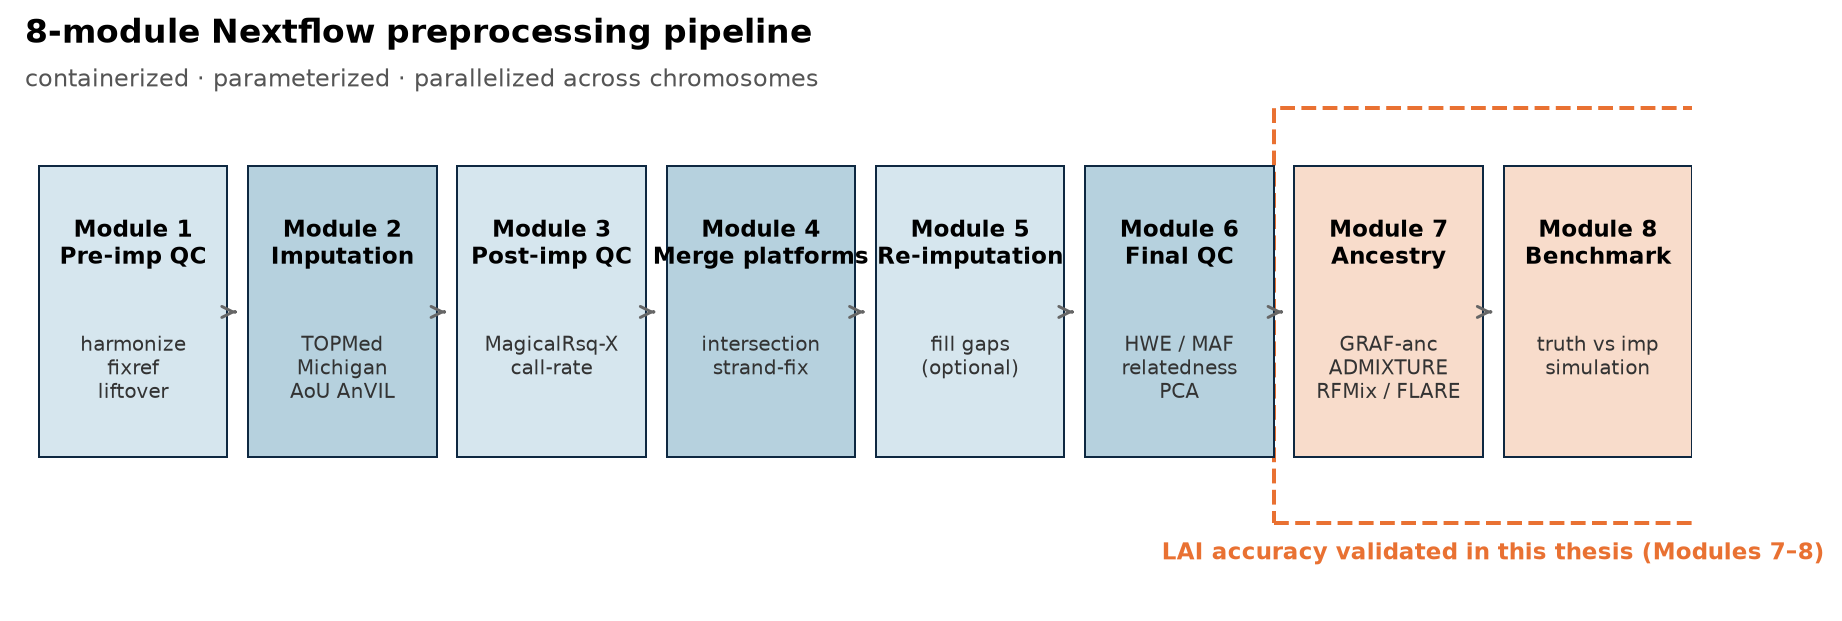 8-module Nextflow preprocessing pipeline
containerized · parameterized · parallelized across chromosomes
Module 1
Pre-imp QC
harmonize
fixref
liftover
Module 2
Imputation
TOPMed
Michigan
AoU AnVIL
Module 3
Post-imp QC
MagicalRsq-X
call-rate
Module 4
Merge platforms
intersection
strand-fix
Module 5
Re-imputation
fill gaps
(optional)
Module 6
Final QC
HWE / MAF
relatedness
PCA
Module 7
Ancestry
GRAF-anc
ADMIXTURE
RFMix / FLARE
Module 8
Benchmark
truth vs imp
simulation
LAI accuracy validated in this thesis (Modules 7–8)